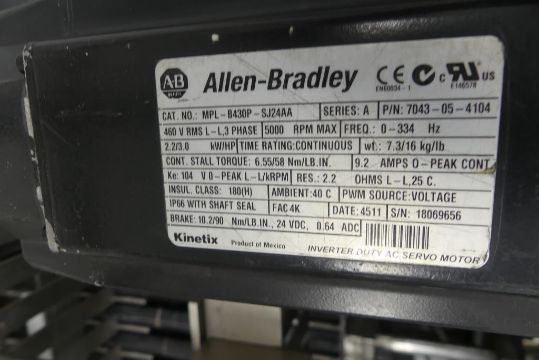 A-B
Allen-Bradley
CE c UL US
EN60034-1 E146578
CAT. NO.: MPL-B430P-SJ24AA SERIES: A P/N: 7043-05-4104
460 V RMS L-L,3 PHASE 5000 RPM MAX FREQ.: 0-334 Hz
2.2/3.0 kW/HP TIME RATING:CONTINUOUS wt.: 7.3/16 kg/lb
CONT. STALL TORQUE: 6.55/58 Nm/LB.IN. 9.2 AMPS 0-PEAK CONT
Ke: 104 V 0-PEAK L-L/kRPM RES.: 2.2 OHMS L-L,25 C.
INSUL. CLASS: 180(H) AMBIENT:40 C PWM SOURCE:VOLTAGE
IP66 WITH SHAFT SEAL FAC 4K DATE:4511 S/N: 18069656
BRAKE: 10.2/90 Nm/LB.IN., 24 VDC, 0.64 ADC
Kinetix Product of Mexico INVERTER DUTY AC SERVO MOTOR